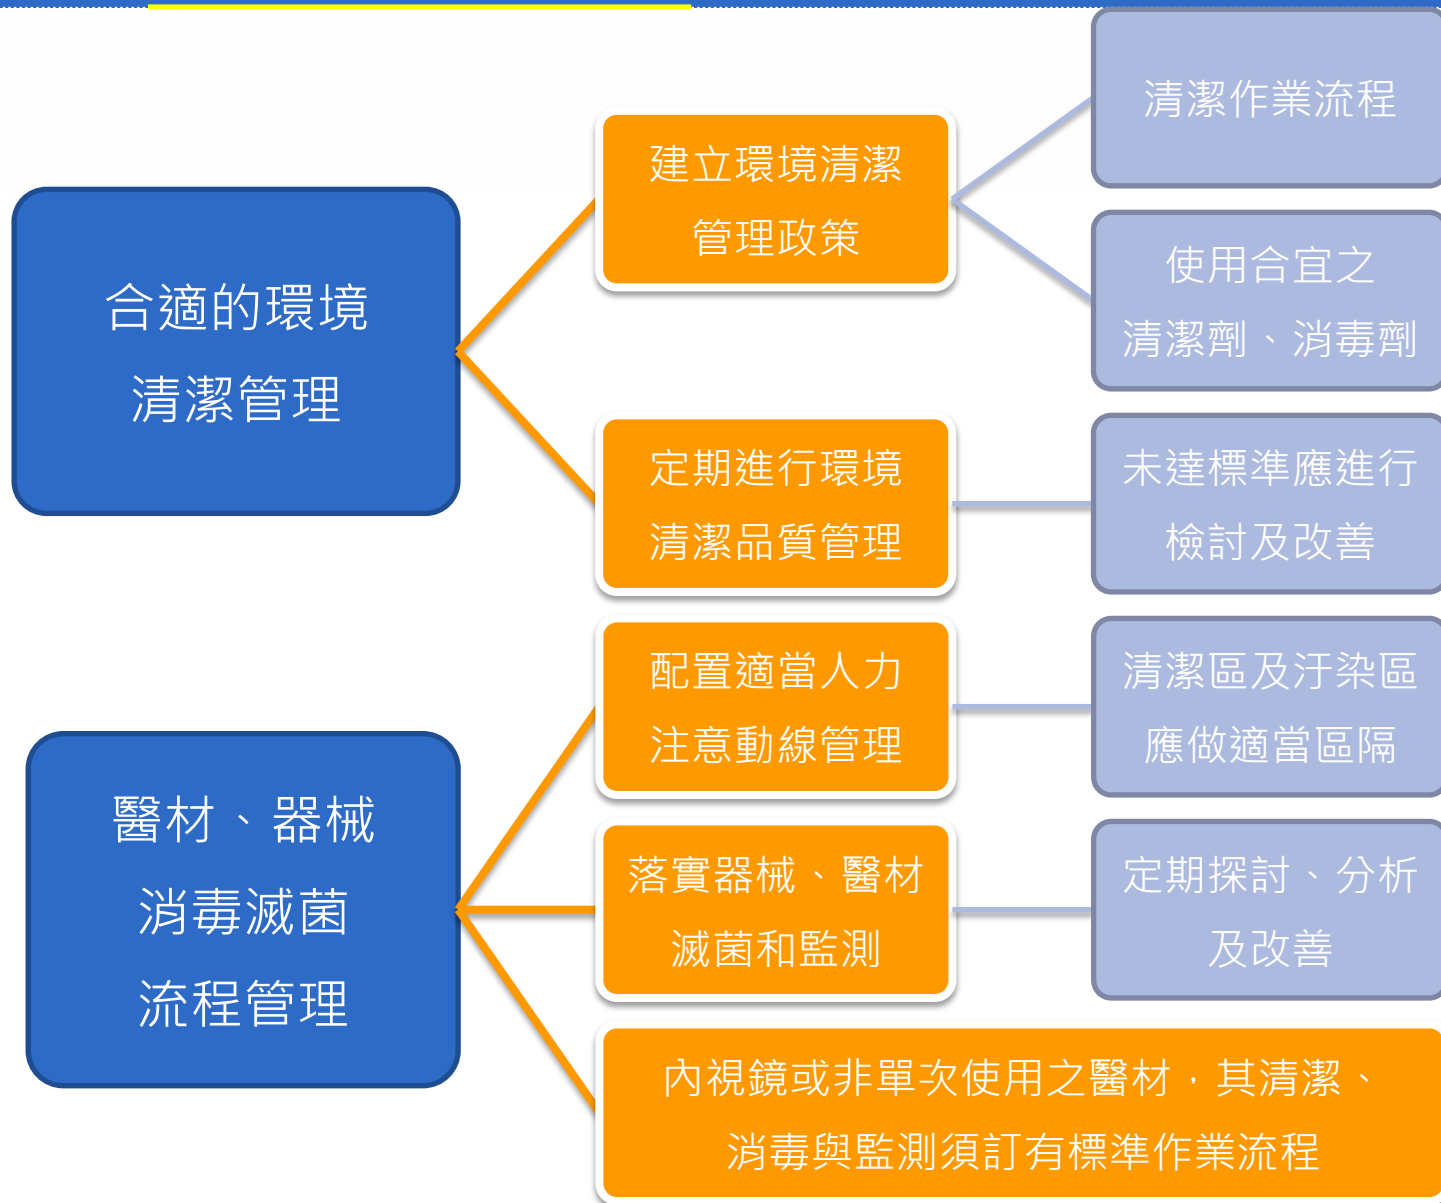 合適的環境
清潔管理
建立環境清潔
管理政策
清潔作業流程
使用合宜之
清潔劑、消毒劑
定期進行環境
清潔品質管理
未達標準應進行
檢討及改善
醫材、器械
消毒滅菌
流程管理
配置適當人力
注意動線管理
清潔區及汙染區
應做適當區隔
落實器械、醫材
滅菌和監測
定期探討、分析
及改善
內視鏡或非單次使用之醫材，其清潔、
消毒與監測須訂有標準作業流程